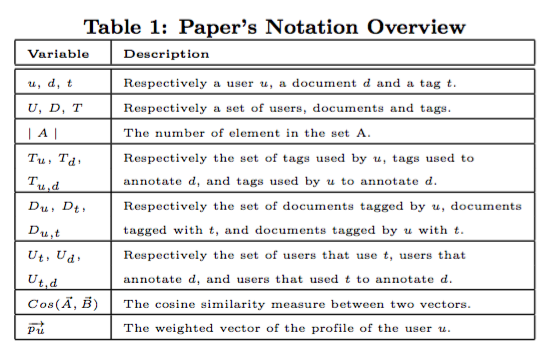 Table 1: Paper's Notation Overview
Variable Description
u, d, t Respectively a user u, a document d and a tag t.
U, D, T Respectively a set of users, documents and tags.
| A | The number of element in the set A.
T_u, T_d, Respectively the set of tags used by u, tags used to
T_{u,d} annotate d, and tags used by u to annotate d.
D_u, D_t, Respectively the set of documents tagged by u, documents
D_{u,t} tagged with t, and documents tagged by u with t.
U_t, U_d, Respectively the set of users that use t, users that
U_{t,d} annotate d, and users that used t to annotate d.
Cos(A⃗, B⃗) The cosine similarity measure between two vectors.
p_u⃗ The weighted vector of the profile of the user u.